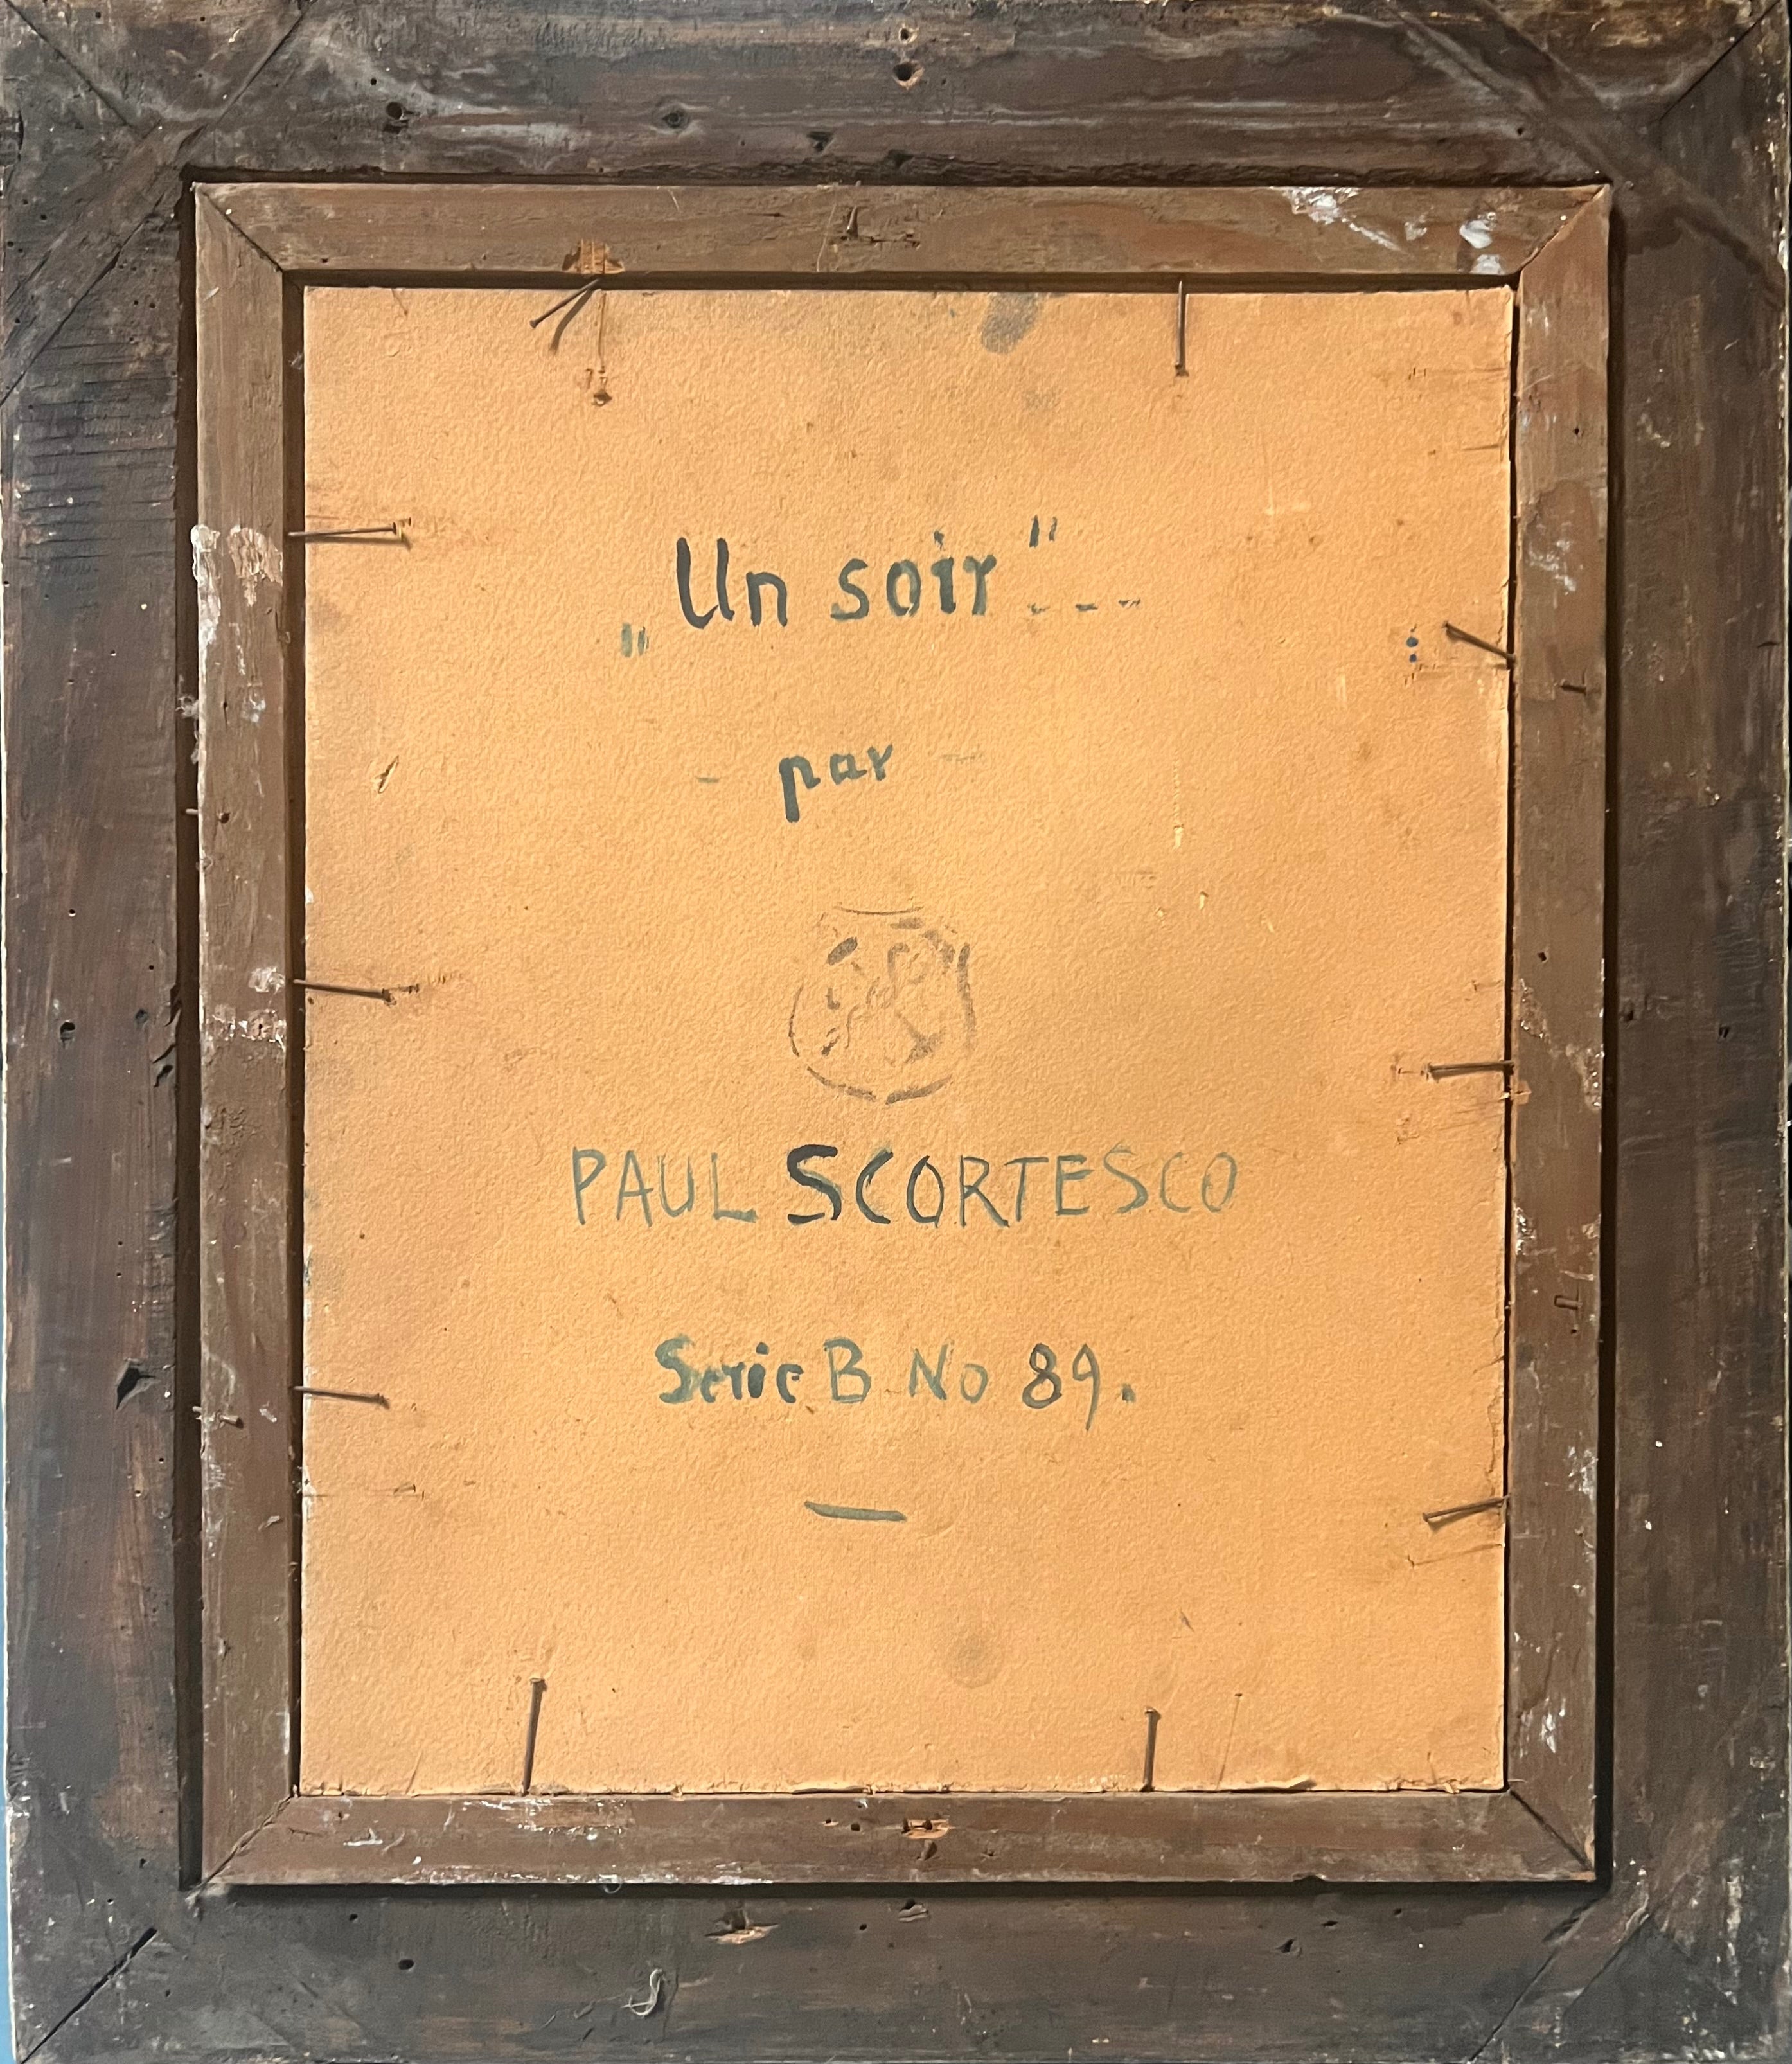 „Un soir" ---
- par -
PAUL SCORTESCO
Serie B No 89.